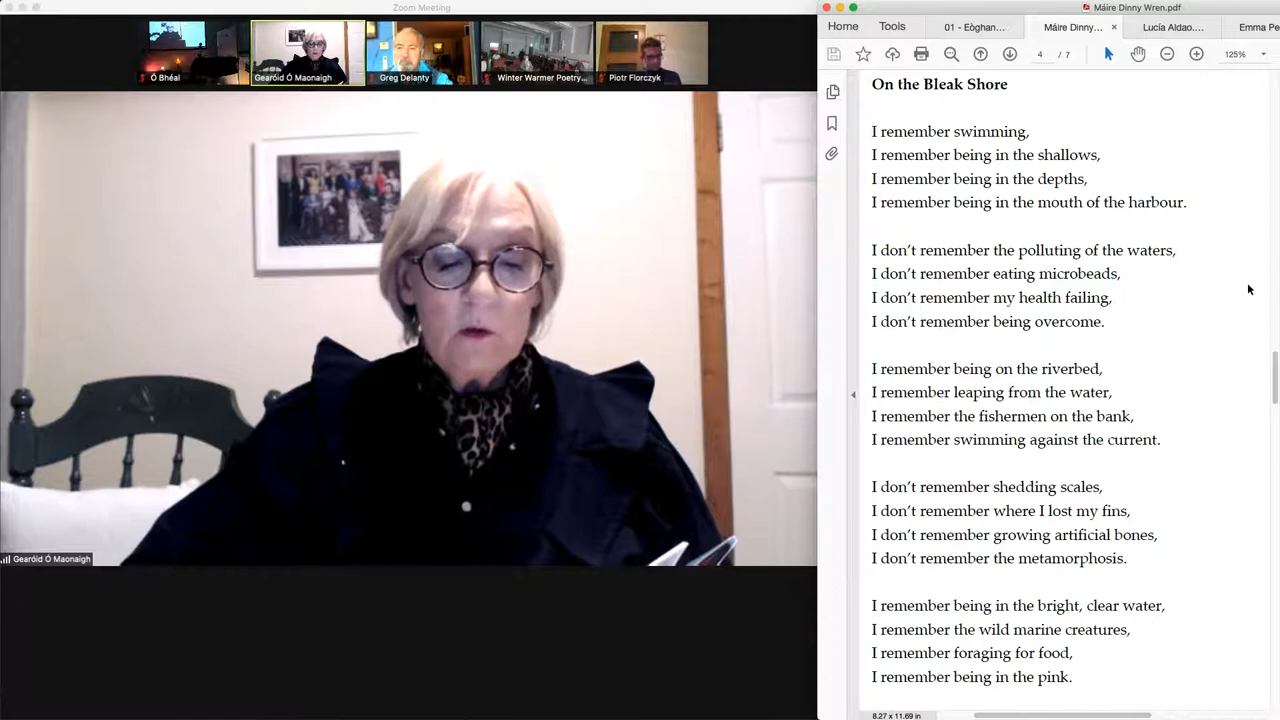 Zoom Meeting
Ó Bhéal
Gearóid Ó Maonaigh
Greg Delanty
Winter Warmer Poetry...
Piotr Florczyk
Gearóid Ó Maonaigh
Máire Dinny Wren.pdf
Home
Tools
01 - Eòghan...
Máire Dinny...
Lucía Aldao....
Emma Pe
4 / 7
125%
On the Bleak Shore
I remember swimming,
I remember being in the shallows,
I remember being in the depths,
I remember being in the mouth of the harbour.
I don't remember the polluting of the waters,
I don't remember eating microbeads,
I don't remember my health failing,
I don't remember being overcome.
I remember being on the riverbed,
I remember leaping from the water,
I remember the fishermen on the bank,
I remember swimming against the current.
I don't remember shedding scales,
I don't remember where I lost my fins,
I don't remember growing artificial bones,
I don't remember the metamorphosis.
I remember being in the bright, clear water,
I remember the wild marine creatures,
I remember foraging for food,
I remember being in the pink.
8.27 x 11.69 in